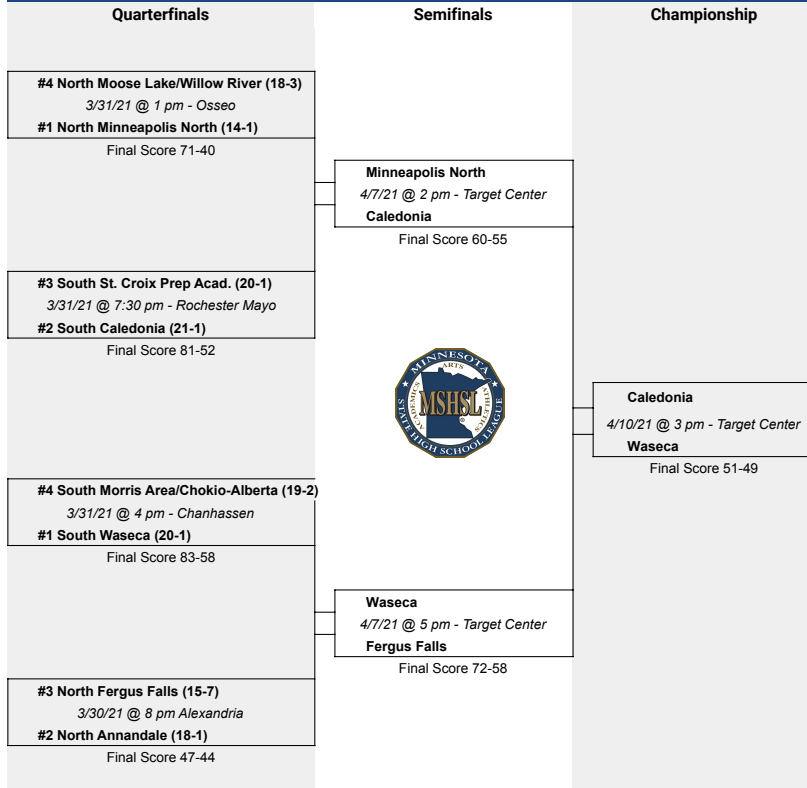 Quarterfinals
Semifinals
Championship
#4 North Moose Lake/Willow River (18-3)
3/31/21 @ 1 pm - Osseo
#1 North Minneapolis North (14-1)
Final Score 71-40
Minneapolis North
4/7/21 @ 2 pm - Target Center
Caledonia
Final Score 60-55
#3 South St. Croix Prep Acad. (20-1)
3/31/21 @ 7:30 pm - Rochester Mayo
#2 South Caledonia (21-1)
Final Score 81-52
MINNESOTA
STATE HIGH SCHOOL LEAGUE
ARTS
ACADEMICS
ATHLETICS
MSHSL
®
Caledonia
4/10/21 @ 3 pm - Target Center
Waseca
Final Score 51-49
#4 South Morris Area/Chokio-Alberta (19-2)
3/31/21 @ 4 pm - Chanhassen
#1 South Waseca (20-1)
Final Score 83-58
Waseca
4/7/21 @ 5 pm - Target Center
Fergus Falls
Final Score 72-58
#3 North Fergus Falls (15-7)
3/30/21 @ 8 pm Alexandria
#2 North Annandale (18-1)
Final Score 47-44